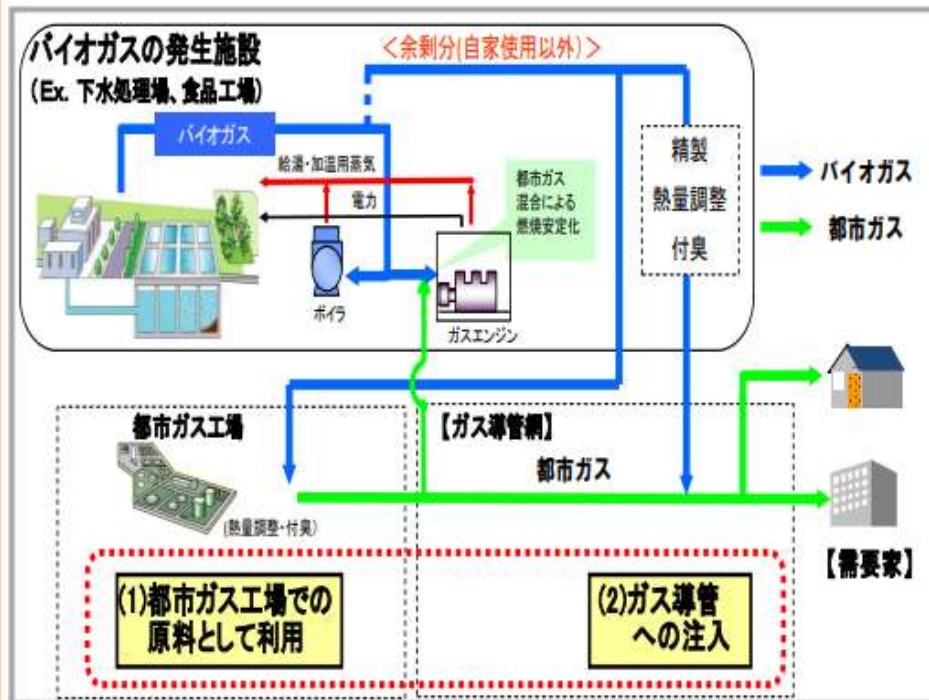 バイオガスの発生施設
(Ex. 下水処理場、食品工場)
<余剰分(自家使用以外)>
バイオガス
給湯・加温用蒸気
電力
都市ガス
混合による
燃焼安定化
ボイラ
ガスエンジン
精製
熱量調整
付臭
バイオガス
都市ガス
都市ガス工場
(熱量調整・付臭)
【ガス導管網】
都市ガス
【需要家】
(1)都市ガス工場での
原料として利用
(2)ガス導管
への注入